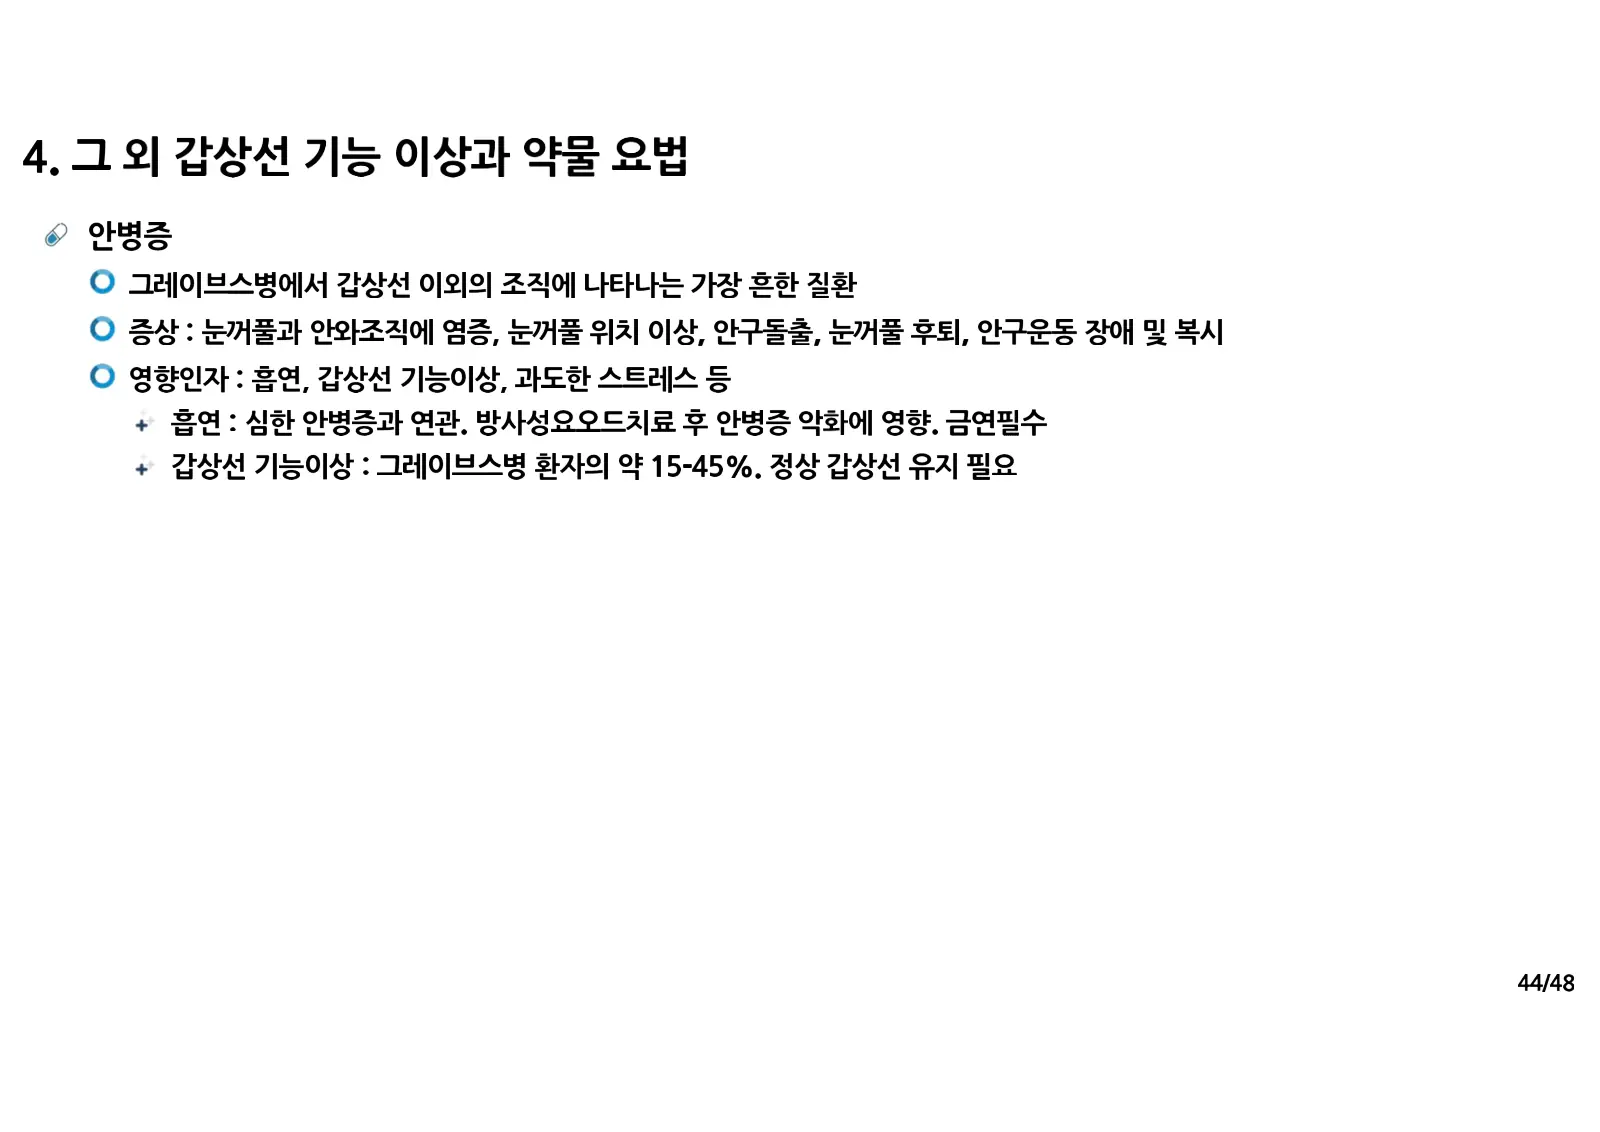 4. 그 외 갑상선 기능 이상과 약물 요법
안병증
그레이브스병에서 갑상선 이외의 조직에 나타나는 가장 흔한 질환
증상 : 눈꺼풀과 안와조직에 염증, 눈꺼풀 위치 이상, 안구돌출, 눈꺼풀 후퇴, 안구운동 장애 및 복시
영향인자 : 흡연, 갑상선 기능이상, 과도한 스트레스 등
흡연 : 심한 안병증과 연관. 방사성요오드치료 후 안병증 악화에 영향. 금연필수
갑상선 기능이상 : 그레이브스병 환자의 약 15-45%. 정상 갑상선 유지 필요
44/48